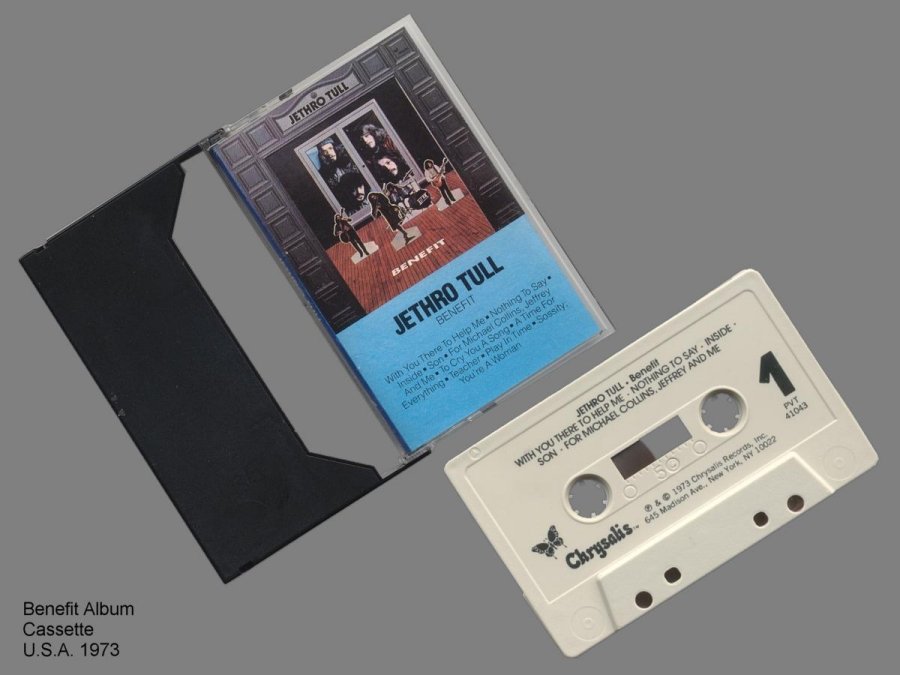 JETHRO TULL
BENEFIT
JETHRO TULL
BENEFIT
With You There To Help Me • Nothing To Say •
Inside • Son • For Michael Collins, Jeffrey
And Me • To Cry You A Song • A Time For
Everything • Teacher • Play In Time • Sossity;
You're A Woman
JETHRO TULL • Benefit
WITH YOU THERE TO HELP ME • NOTHING TO SAY • INSIDE •
SON • FOR MICHAEL COLLINS, JEFFREY AND ME
1
PVT
41043
50
℗ & © 1973 Chrysalis Records, Inc.
645 Madison Ave., New York, NY 10022
Chrysalis™
Benefit Album
Cassette
U.S.A. 1973